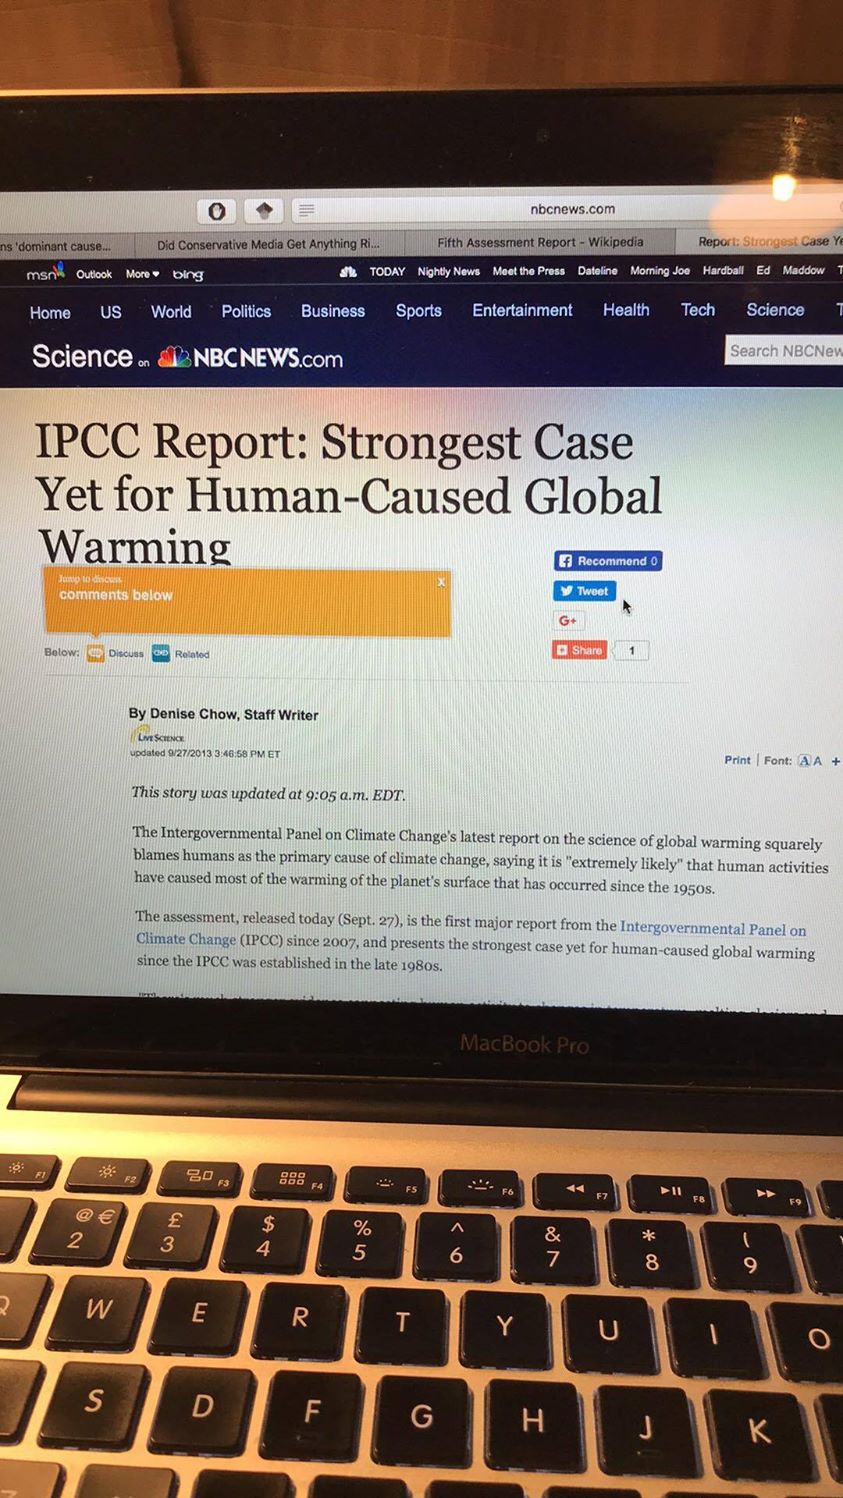 nbcnews.com
ns 'dominant cause... Did Conservative Media Get Anything Ri... Fifth Assessment Report - Wikipedia Report: Strongest Case Ye
msn Outlook More bing TODAY Nightly News Meet the Press Dateline Morning Joe Hardball Ed Maddow T
Home US World Politics Business Sports Entertainment Health Tech Science T
Science on NBCNEWS.com
Search NBCNew
IPCC Report: Strongest Case
Yet for Human-Caused Global
Warming
Recommend 0
Jump to discuss x
comments below
Tweet
G+
Share 1
Below: Discuss Related
By Denise Chow, Staff Writer
LIVESCIENCE
updated 9/27/2013 3:46:58 PM ET
Print | Font: A A +
This story was updated at 9:05 a.m. EDT.
The Intergovernmental Panel on Climate Change's latest report on the science of global warming squarely
blames humans as the primary cause of climate change, saying it is "extremely likely" that human activities
have caused most of the warming of the planet's surface that has occurred since the 1950s.
The assessment, released today (Sept. 27), is the first major report from the Intergovernmental Panel on
Climate Change (IPCC) since 2007, and presents the strongest case yet for human-caused global warming
since the IPCC was established in the late 1980s.
MacBook Pro
F1 F2 F3 F4 F5 F6 F7 F8 F9
@ € £ $ % ^ & * (
2 3 4 5 6 7 8 9
Q W E R T Y U I O
S D F G H J K